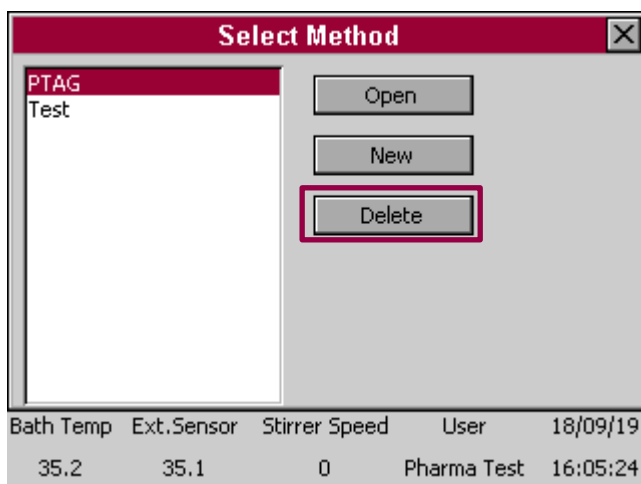 Select Method
PTAG
Test
Open
New
Delete
Bath Temp Ext.Sensor Stirrer Speed User 18/09/19
35.2 35.1 0 Pharma Test 16:05:24